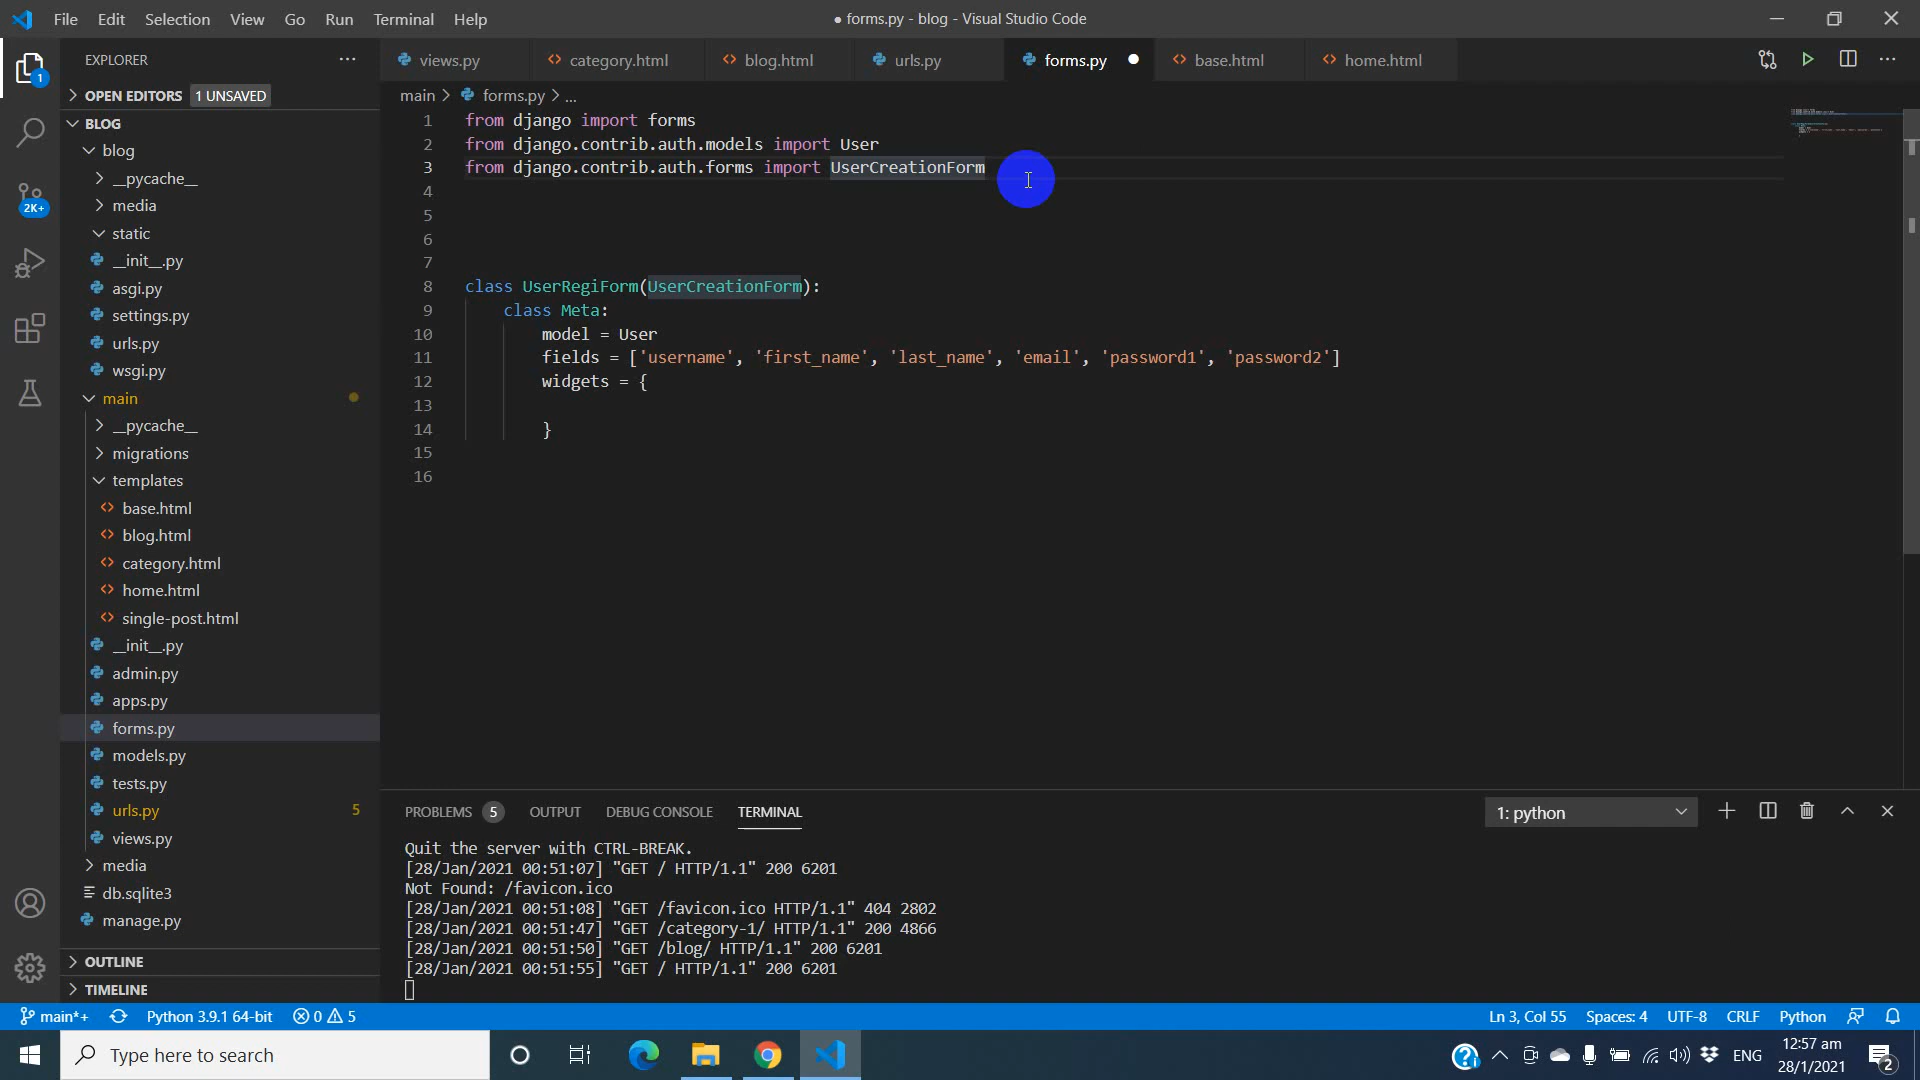 File Edit Selection View Go Run Terminal Help
● forms.py - blog - Visual Studio Code
EXPLORER
OPEN EDITORS 1 UNSAVED
BLOG
blog
__pycache__
media
static
__init__.py
asgi.py
settings.py
urls.py
wsgi.py
main
__pycache__
migrations
templates
base.html
blog.html
category.html
home.html
single-post.html
__init__.py
admin.py
apps.py
forms.py
models.py
tests.py
urls.py 5
views.py
media
db.sqlite3
manage.py
OUTLINE
TIMELINE
1
2K+
views.py category.html blog.html urls.py forms.py base.html home.html
main > forms.py > ...
1 from django import forms
2 from django.contrib.auth.models import User
3 from django.contrib.auth.forms import UserCreationForm
4
5
6
7
8 class UserRegiForm(UserCreationForm):
9 class Meta:
10 model = User
11 fields = ['username', 'first_name', 'last_name', 'email', 'password1', 'password2']
12 widgets = {
13
14 }
15
16
PROBLEMS 5 OUTPUT DEBUG CONSOLE TERMINAL
1: python
Quit the server with CTRL-BREAK.
[28/Jan/2021 00:51:07] "GET / HTTP/1.1" 200 6201
Not Found: /favicon.ico
[28/Jan/2021 00:51:08] "GET /favicon.ico HTTP/1.1" 404 2802
[28/Jan/2021 00:51:47] "GET /category-1/ HTTP/1.1" 200 4866
[28/Jan/2021 00:51:50] "GET /blog/ HTTP/1.1" 200 6201
[28/Jan/2021 00:51:55] "GET / HTTP/1.1" 200 6201
main*+ Python 3.9.1 64-bit 0 5
Ln 3, Col 55 Spaces: 4 UTF-8 CRLF Python
Type here to search
ENG
12:57 am
28/1/2021
2